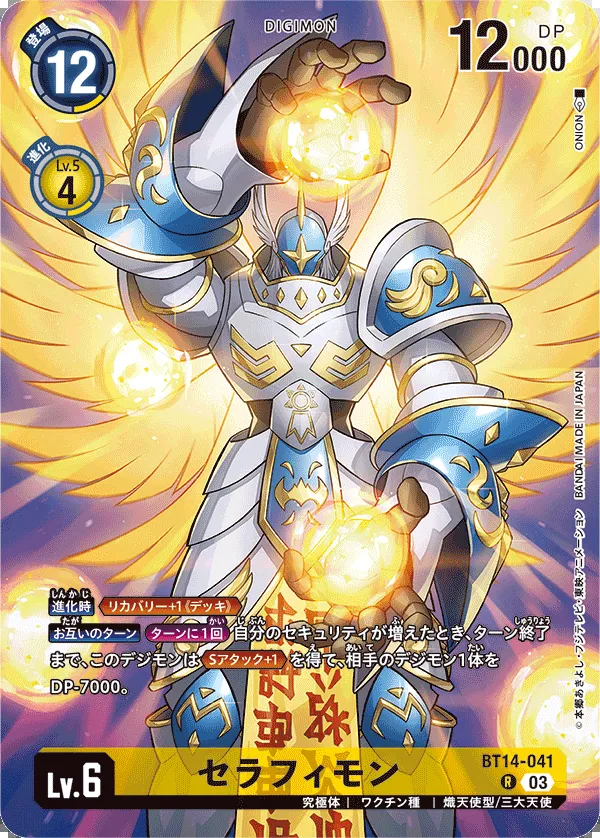 登場
12
DIGIMON
12000
DP
進化
Lv.5
4
ONION
BANDAI MADE IN JAPAN
©本郷あきよし・フジテレビ・東映アニメーション
進化時 リカバリー+1《デッキ》
お互いのターン ターンに1回 自分のセキュリティが増えたとき、ターン終了
まで、このデジモンは Sアタック+1 を得て、相手のデジモン1体を
DP-7000。
Lv.6
セラフィモン
BT14-041
R 03
究極体 | ワクチン種 | 熾天使型/三大天使